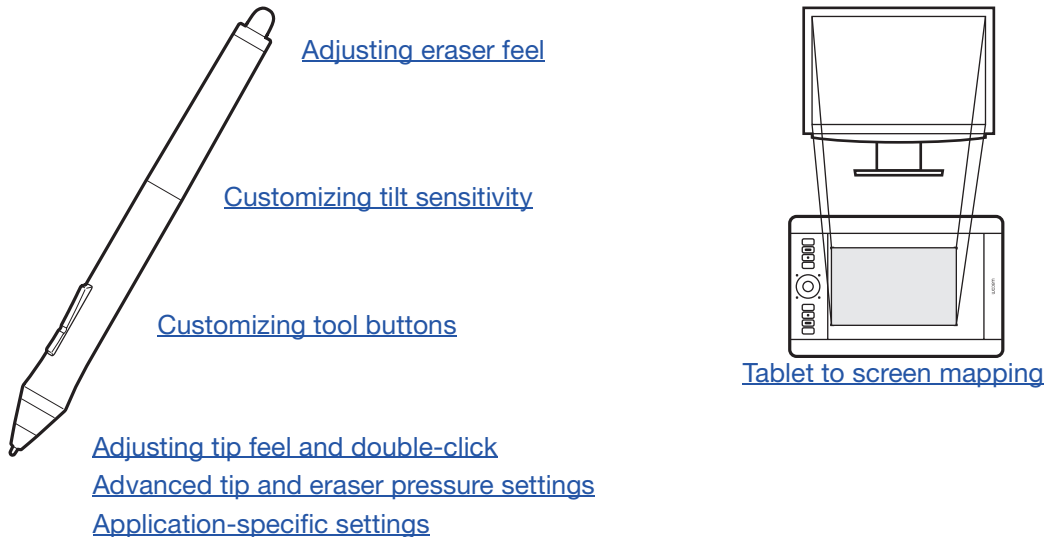 Adjusting eraser feel
Customizing tilt sensitivity
Customizing tool buttons
Tablet to screen mapping
Adjusting tip feel and double-click
Advanced tip and eraser pressure settings
Application-specific settings